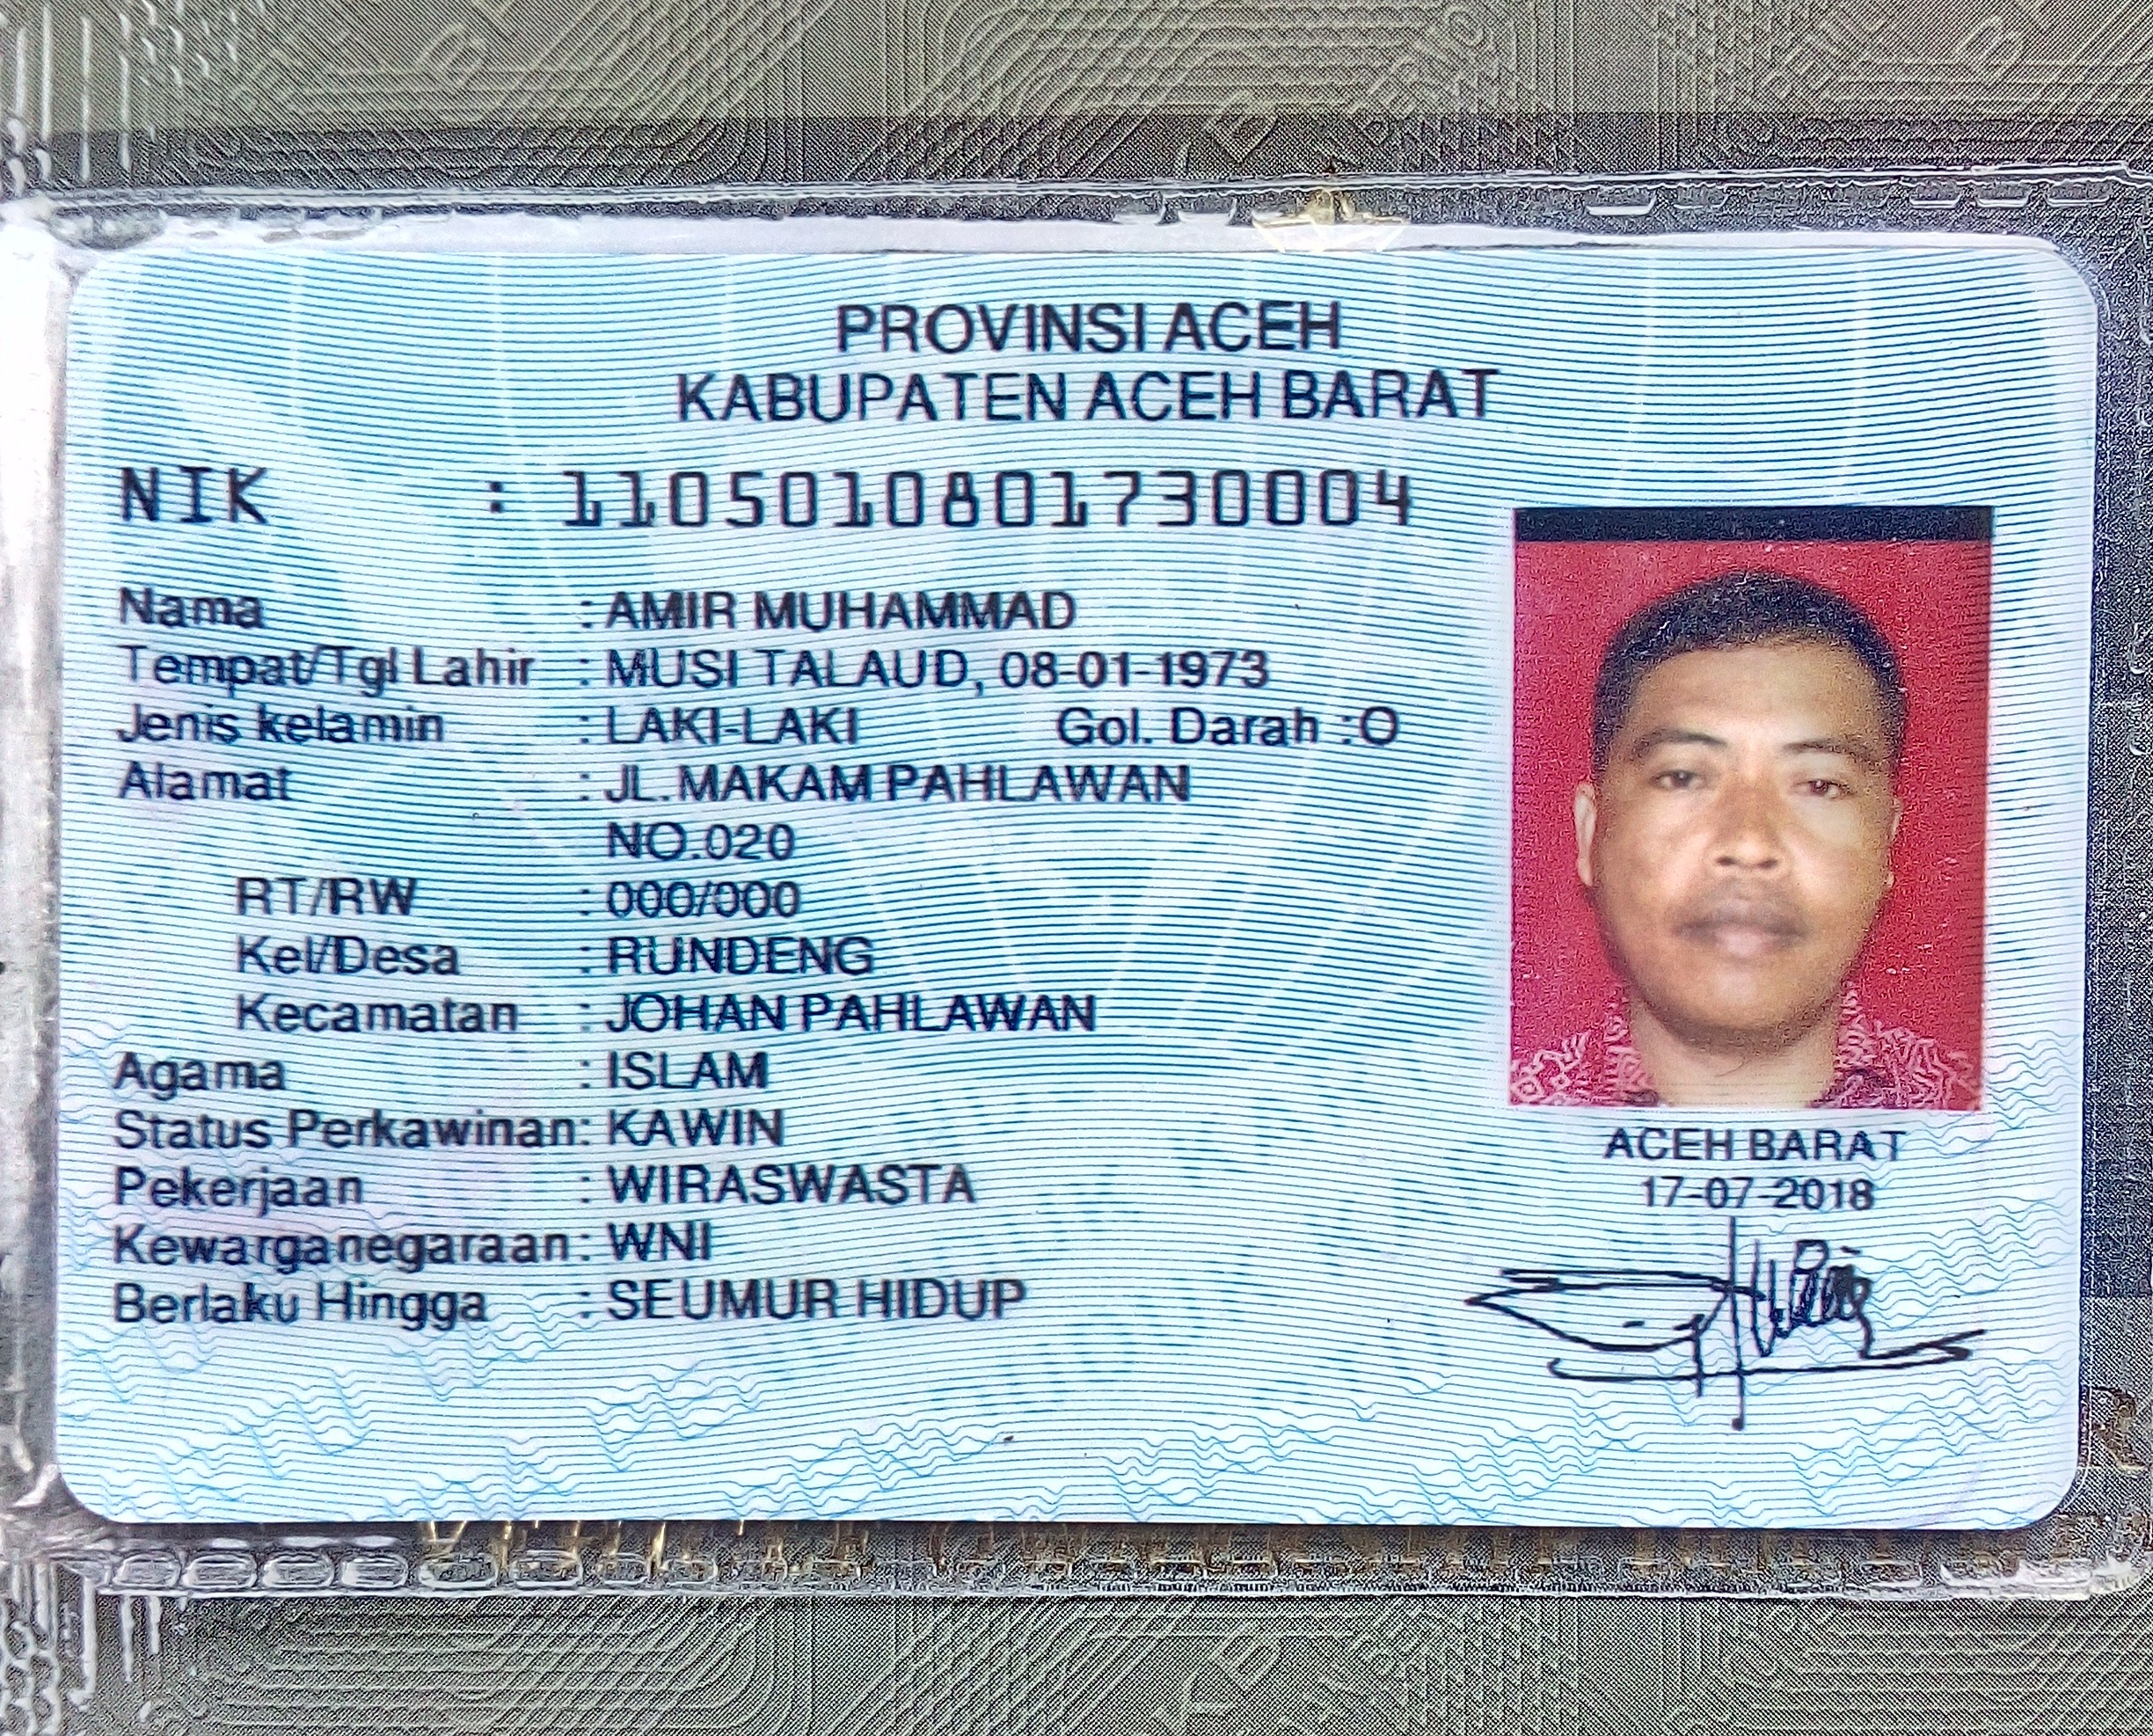 PROVINSI ACEH
KABUPATEN ACEH BARAT
NIK : 1105010801730004
Nama : AMIR MUHAMMAD
Tempat/Tgl Lahir : MUSI TALAUD, 08-01-1973
Jenis kelamin : LAKI-LAKI Gol. Darah :O
Alamat : JL. MAKAM PAHLAWAN
NO.020
RT/RW : 000/000
Kel/Desa : RUNDENG
Kecamatan : JOHAN PAHLAWAN
Agama : ISLAM
Status Perkawinan: KAWIN
Pekerjaan : WIRASWASTA
Kewarganegaraan: WNI
Berlaku Hingga : SEUMUR HIDUP
ACEH BARAT
17-07-2018